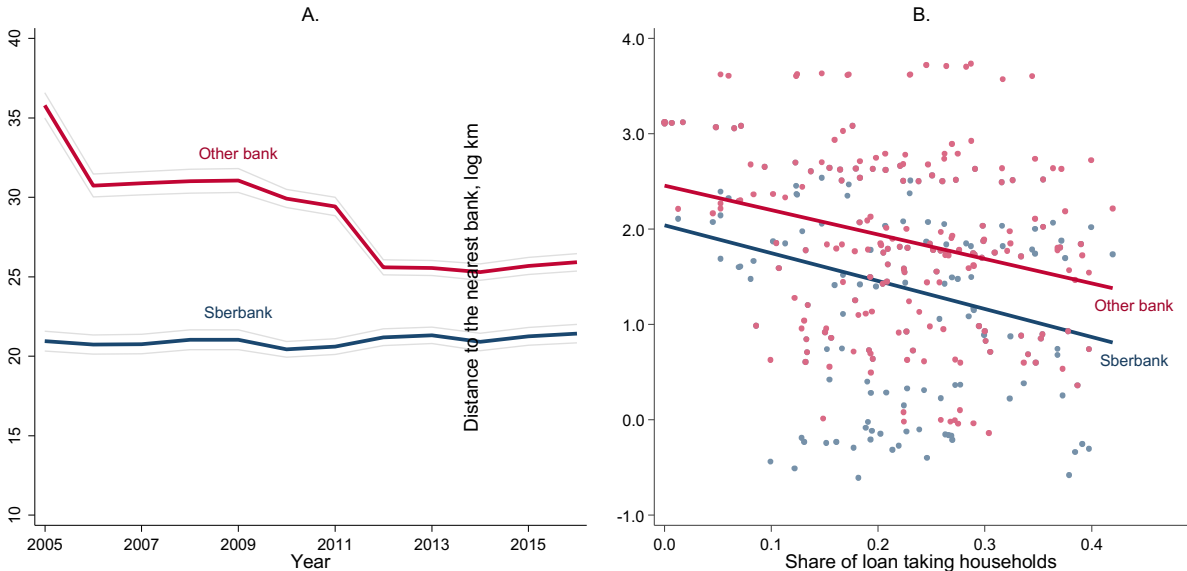 A.
40
35
30
25
20
15
10
Other bank
Sberbank
2005
2007
2009
2011
2013
2015
Year
Distance to the nearest bank, log km
B.
4.0
3.0
2.0
1.0
0.0
-1.0
Other bank
Sberbank
0.0
0.1
0.2
0.3
0.4
Share of loan taking households